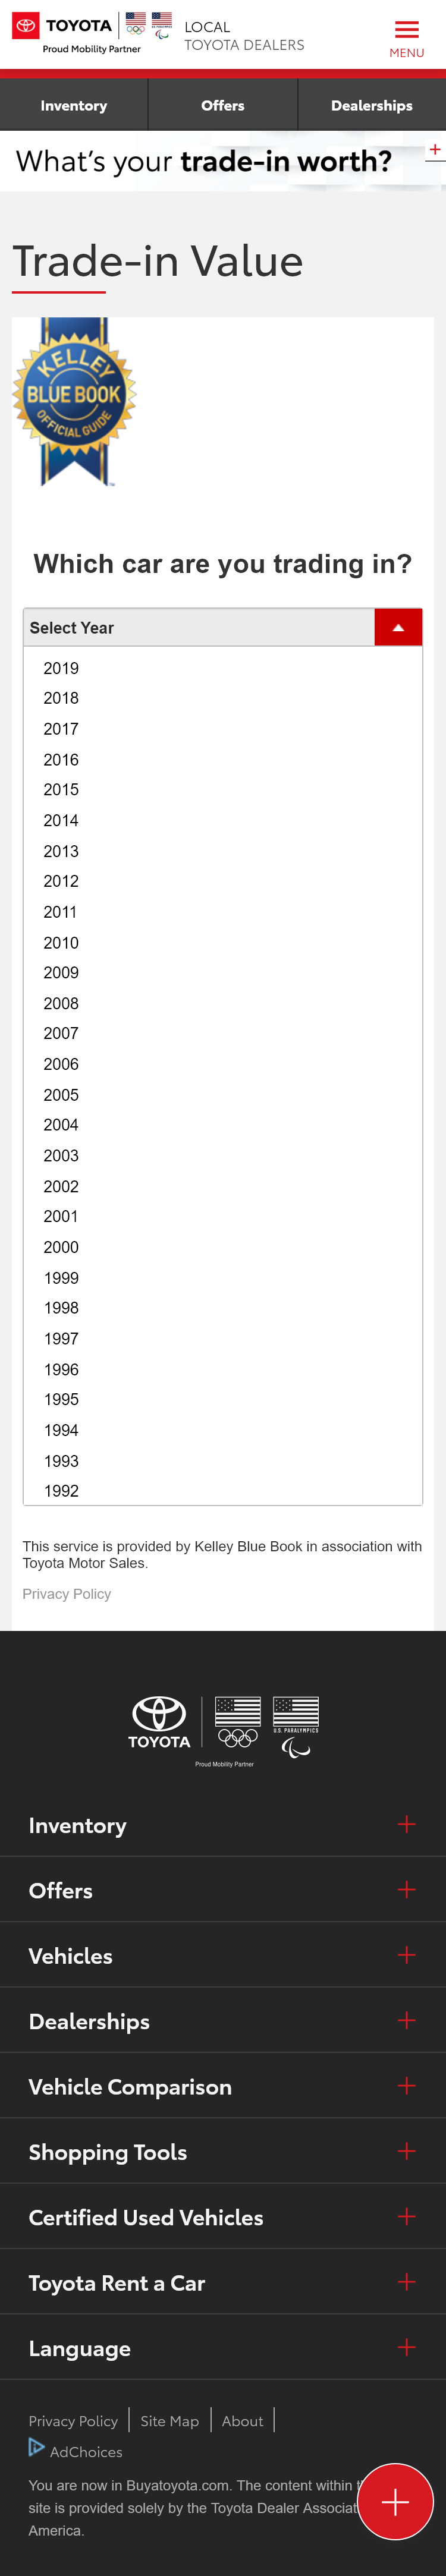 TOYOTA
Proud Mobility Partner
LOCAL
TOYOTA DEALERS
MENU
Inventory
Offers
Dealerships
What's your trade-in worth?
Trade-in Value
KELLEY
BLUE BOOK
OFFICIAL GUIDE
Which car are you trading in?
Select Year
2019
2018
2017
2016
2015
2014
2013
2012
2011
2010
2009
2008
2007
2006
2005
2004
2003
2002
2001
2000
1999
1998
1997
1996
1995
1994
1993
1992
This service is provided by Kelley Blue Book in association with
Toyota Motor Sales.
Privacy Policy
TOYOTA
U.S. PARALYMPICS
Proud Mobility Partner
Inventory
Offers
Vehicles
Dealerships
Vehicle Comparison
Shopping Tools
Certified Used Vehicles
Toyota Rent a Car
Language
Privacy Policy
Site Map
About
AdChoices
You are now in Buyatoyota.com. The content within
site is provided solely by the Toyota Dealer
America.